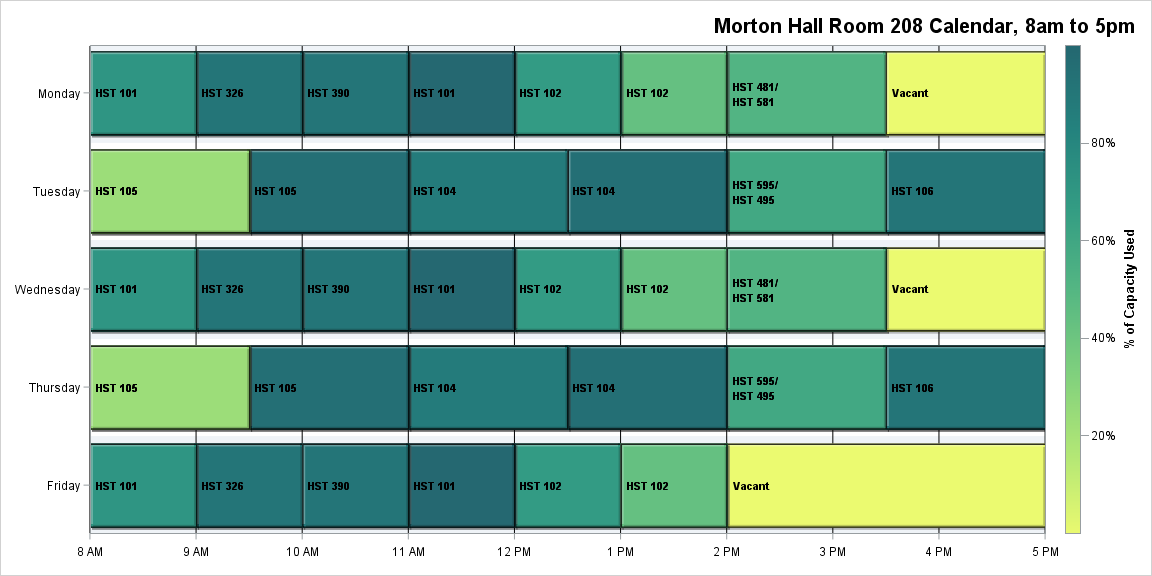 Morton Hall Room 208 Calendar, 8am to 5pm
Monday
HST 101
HST 326
HST 390
HST 101
HST 102
HST 102
HST 481/
HST 581
Vacant
Tuesday
HST 105
HST 105
HST 104
HST 104
HST 595/
HST 495
HST 106
Wednesday
HST 101
HST 326
HST 390
HST 101
HST 102
HST 102
HST 481/
HST 581
Vacant
Thursday
HST 105
HST 105
HST 104
HST 104
HST 595/
HST 495
HST 106
Friday
HST 101
HST 326
HST 390
HST 101
HST 102
HST 102
Vacant
8 AM
9 AM
10 AM
11 AM
12 PM
1 PM
2 PM
3 PM
4 PM
5 PM
80%
60%
40%
20%
% of Capacity Used